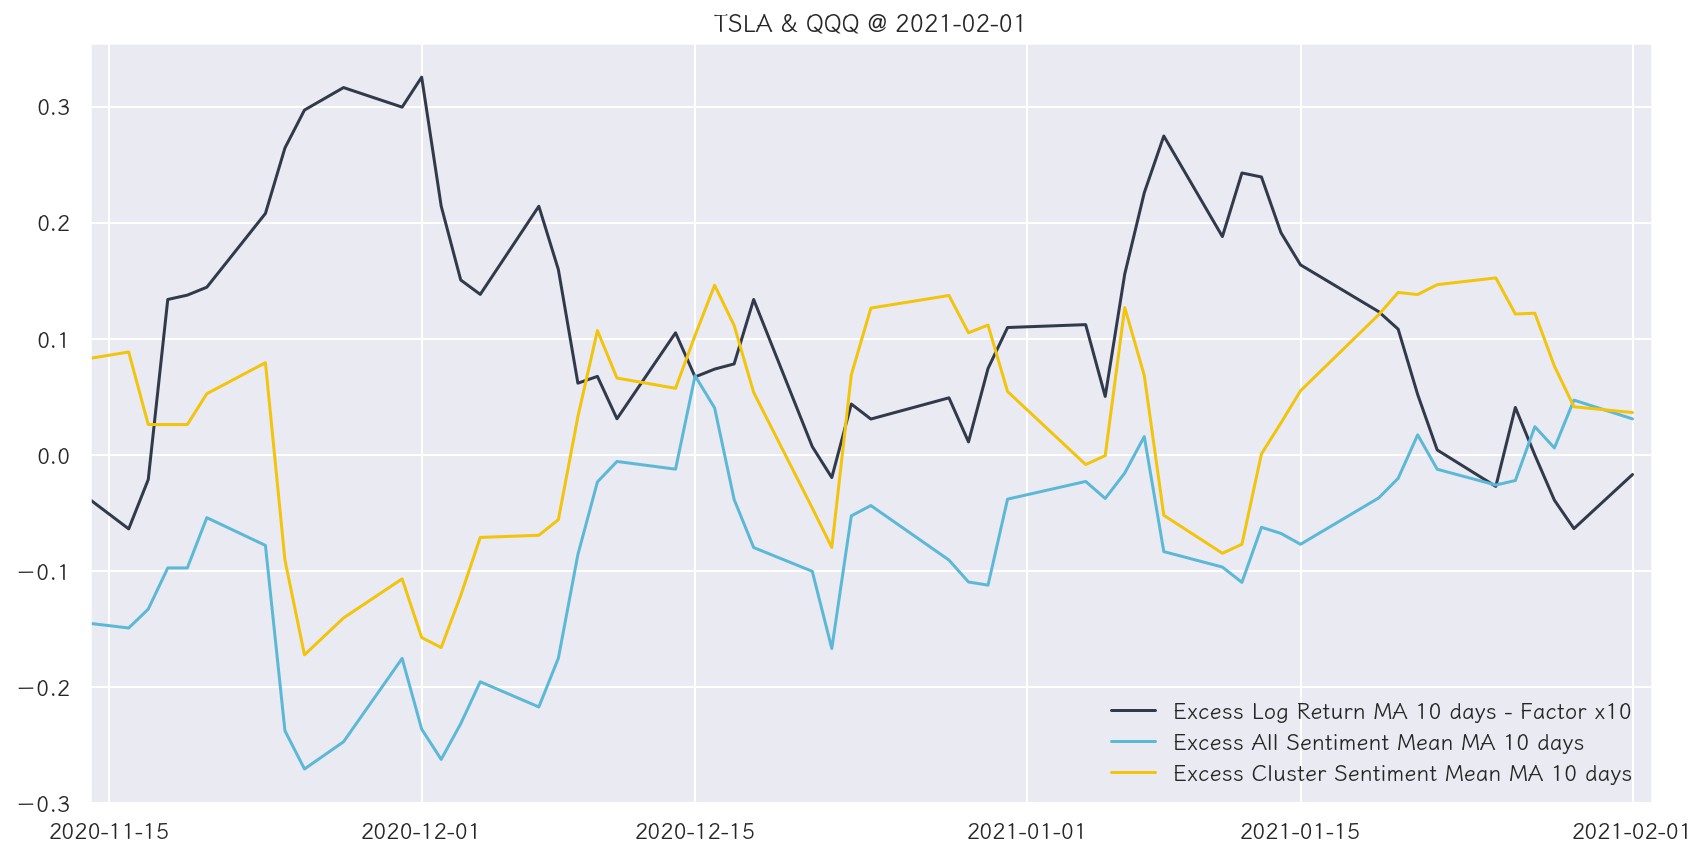 TSLA & QQQ @ 2021-02-01
0.3
0.2
0.1
0.0
−0.1
−0.2
−0.3
Excess Log Return MA 10 days - Factor x10
Excess All Sentiment Mean MA 10 days
Excess Cluster Sentiment Mean MA 10 days
2020-11-15 2020-12-01 2020-12-15 2021-01-01 2021-01-15 2021-02-01